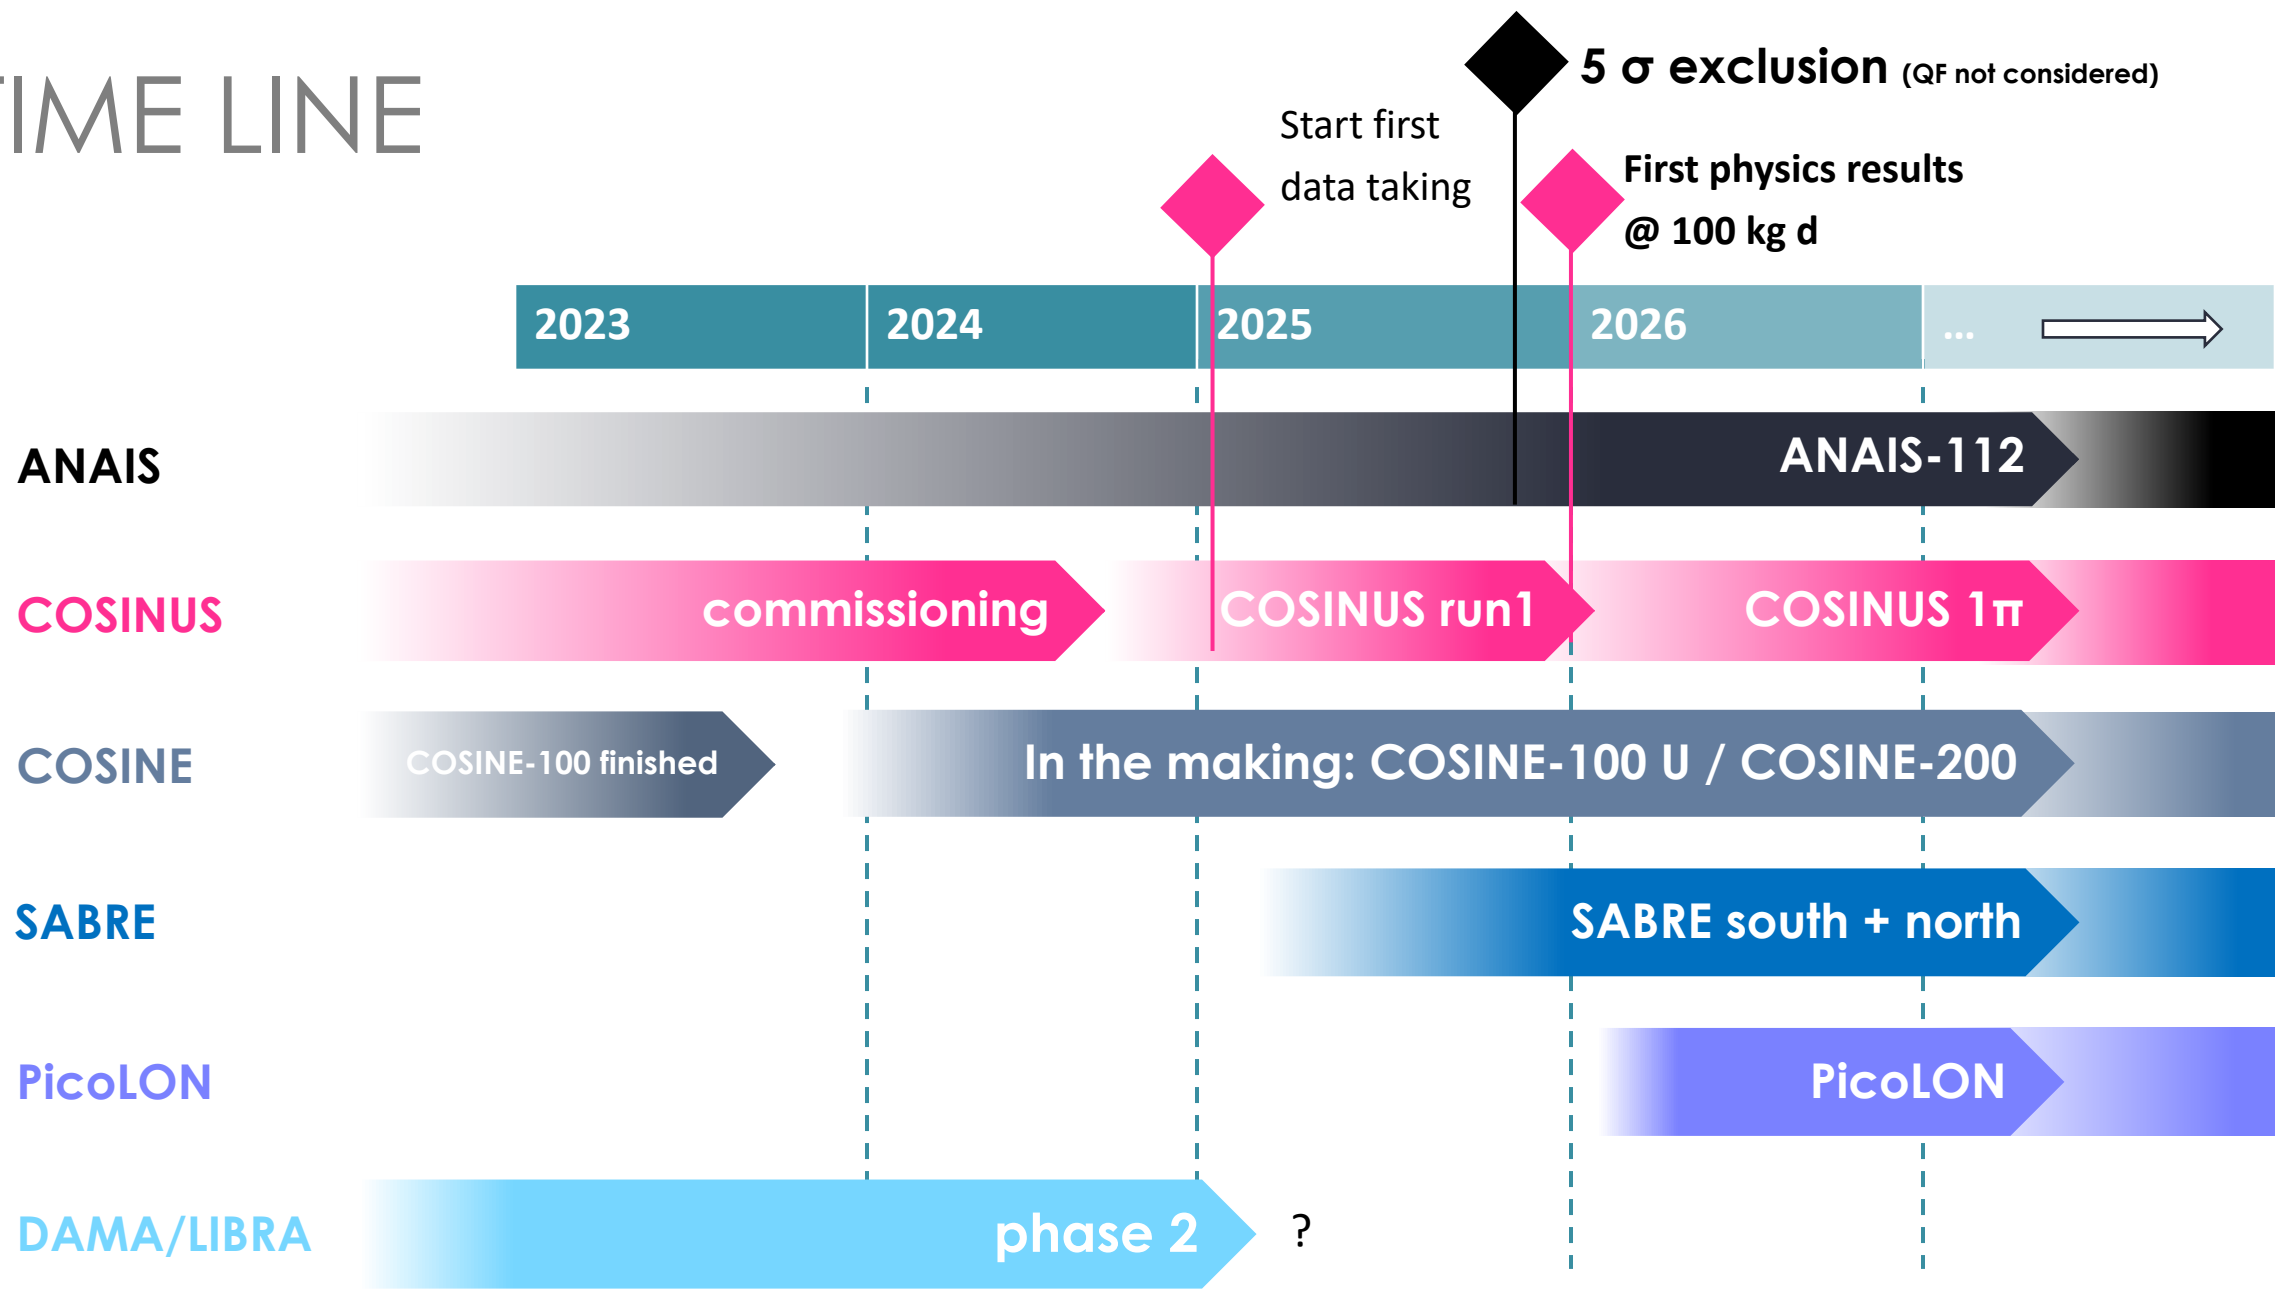 TIME LINE
5 σ exclusion (QF not considered)
Start first
data taking
First physics results
@ 100 kg d
2023 2024 2025 2026 ...
ANAIS
ANAIS-112
COSINUS
commissioning
COSINUS run1
COSINUS 1π
COSINE
COSINE-100 finished
In the making: COSINE-100 U / COSINE-200
SABRE
SABRE south + north
PicoLON
PicoLON
DAMA/LIBRA
phase 2
?